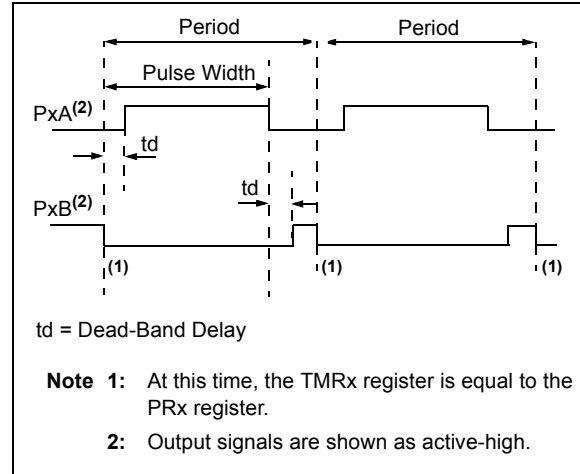 Period Period
Pulse Width
PxA(2)
td
td
PxB(2)
(1) (1) (1)
td = Dead-Band Delay
Note 1: At this time, the TMRx register is equal to the
PRx register.
2: Output signals are shown as active-high.